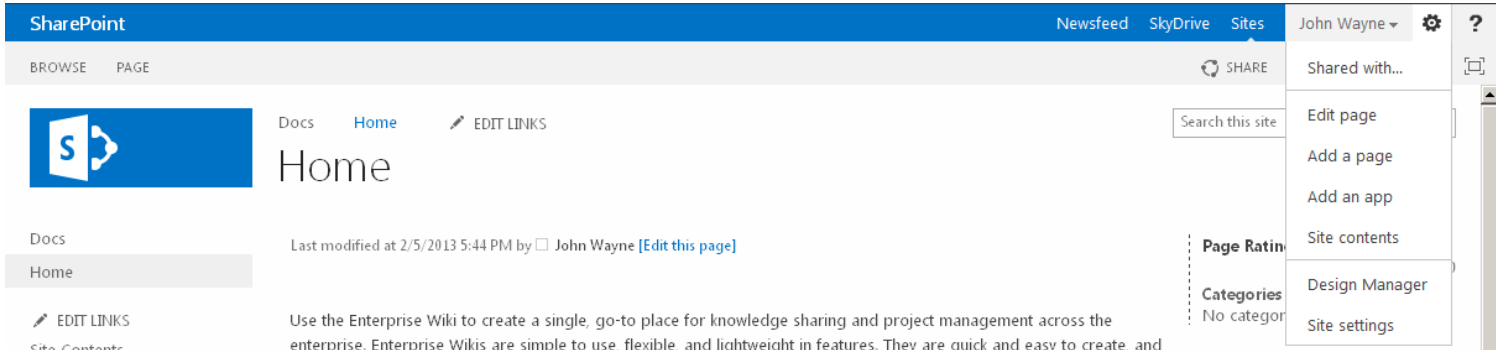 SharePoint Newsfeed SkyDrive Sites John Wayne ?
BROWSE PAGE SHARE
Shared with...
Edit page
Add a page
Add an app
Site contents
Design Manager
Site settings
S
Docs Home EDIT LINKS
Search this site
Home
Docs
Home
EDIT LINKS
Site Contents
Last modified at 2/5/2013 5:44 PM by John Wayne [Edit this page]
Use the Enterprise Wiki to create a single, go-to place for knowledge sharing and project management across the
enterprise. Enterprise Wikis are simple to use, flexible, and lightweight in features. They are quick and easy to create, and
Page Ratin
Categories
No categor